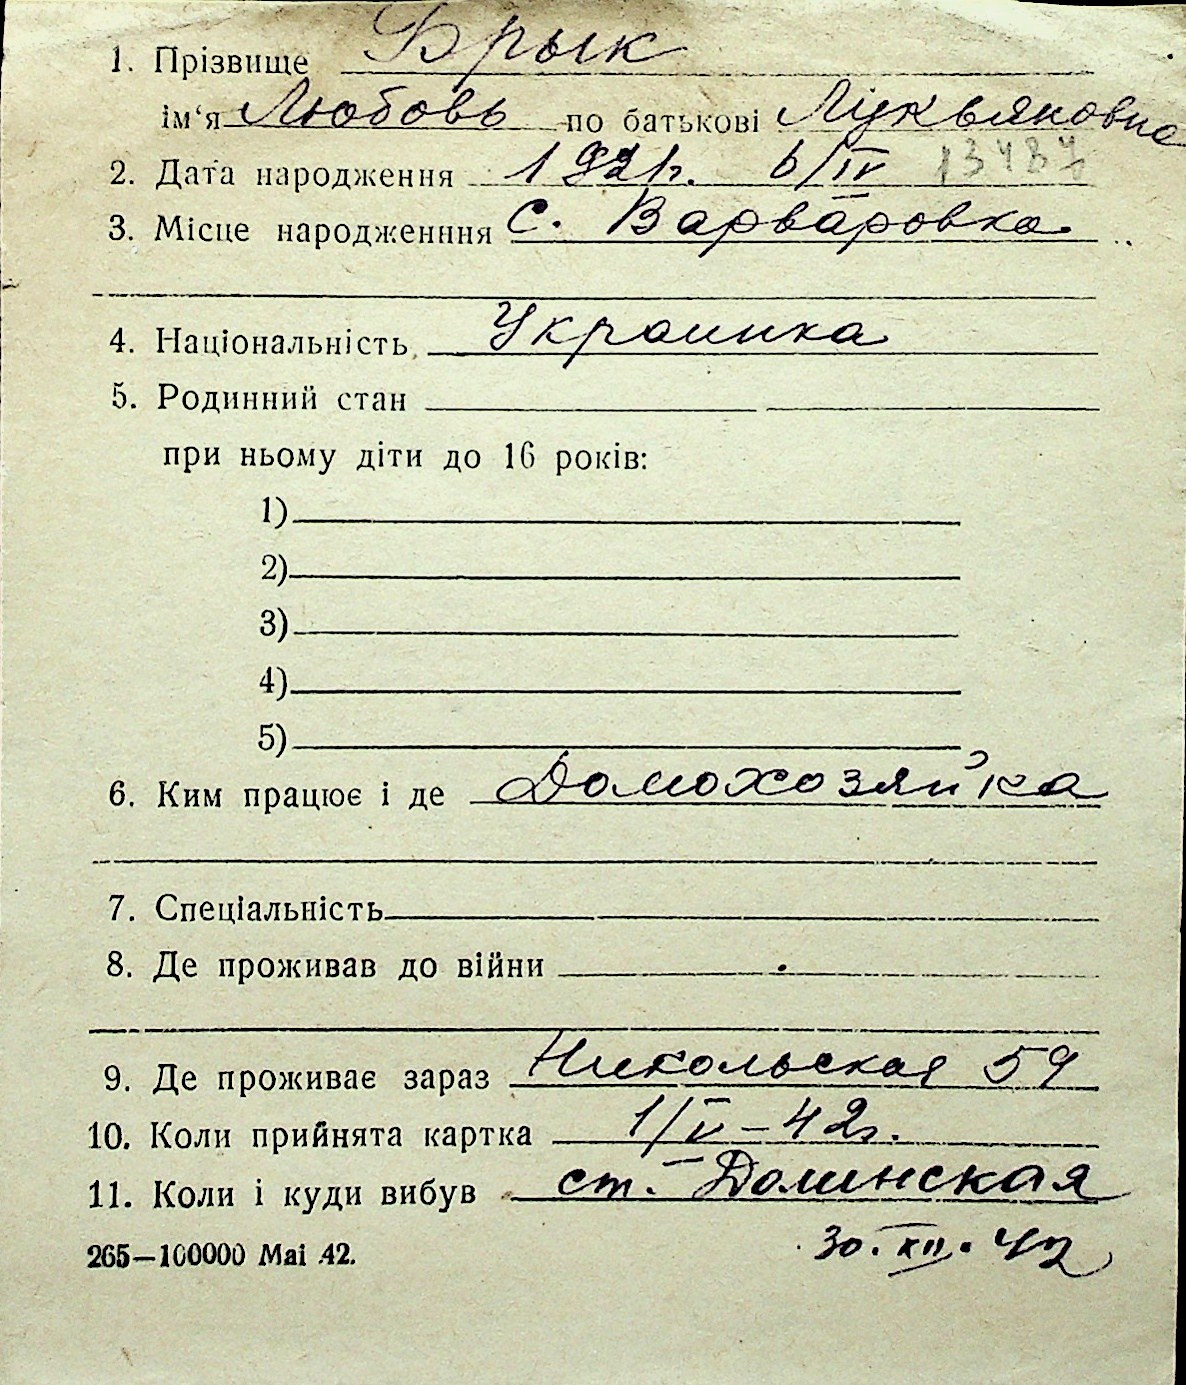 1. Прізвище Брык
ім'я Любовь по батькові Лукьяновна
2. Дата народження 1921г. 6/IV 13487
3. Місце народженння с. Варваровка
4. Національність Украинка
5. Родинний стан
при ньому діти до 16 років:
1)
2)
3)
4)
5)
6. Ким працює і де Домохозяйка
7. Спеціальність
8. Де проживав до війни
9. Де проживає зараз Никольская 59
10. Коли прийнята картка 1/V–42г.
11. Коли і куди вибув ст. Долинская
265—100000 Mai 42. 30.XII.42